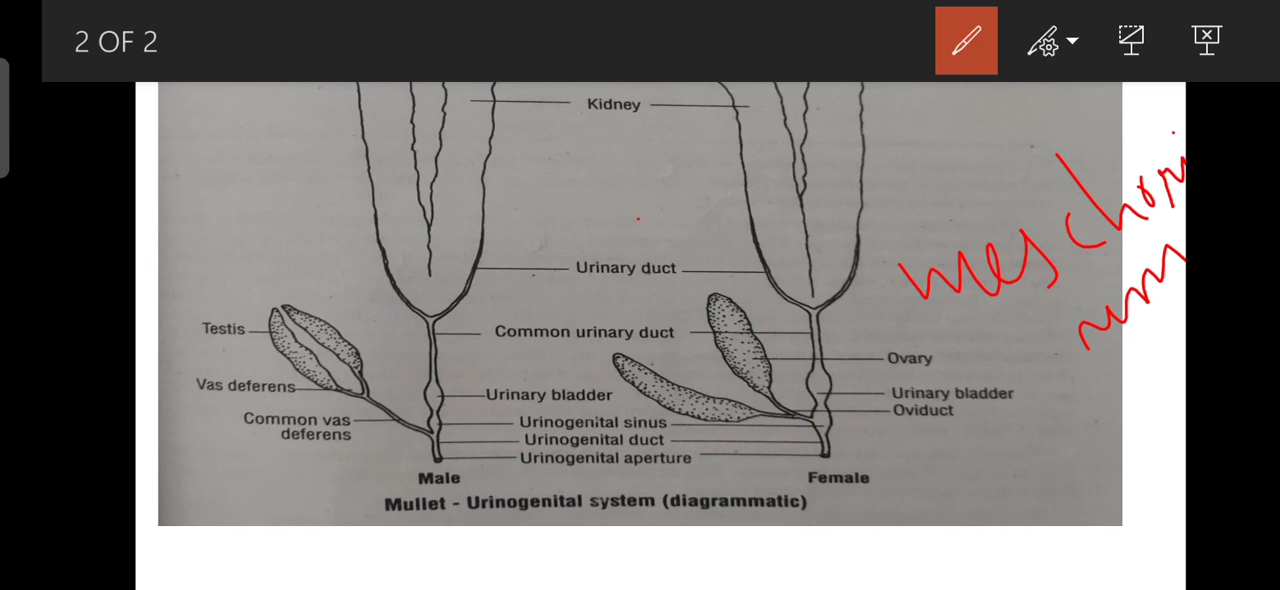 2 OF 2
Kidney
Urinary duct
Testis
Common urinary duct
Ovary
Vas deferens
Urinary bladder
Urinary bladder
Oviduct
Common vas
deferens
Urinogenital sinus
Urinogenital duct
Urinogenital aperture
Male
Female
Mullet - Urinogenital system (diagrammatic)